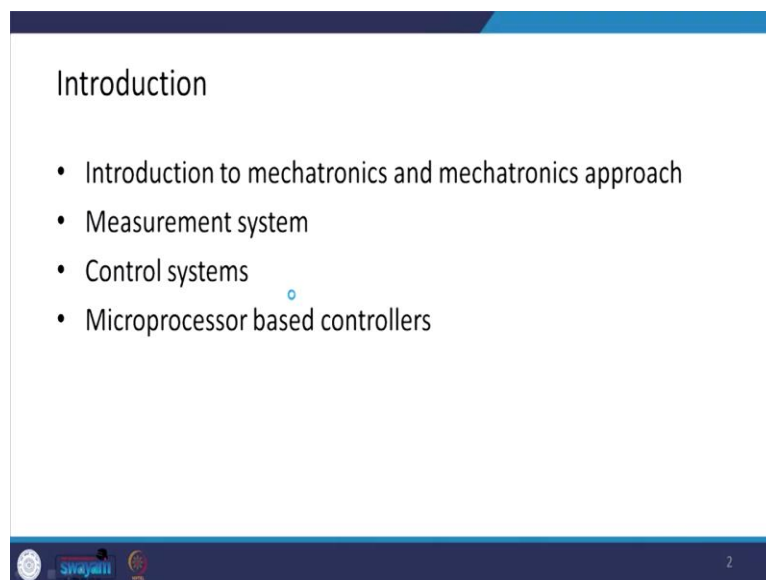 Introduction
• Introduction to mechatronics and mechatronics approach
• Measurement system
• Control systems
• Microprocessor based controllers
swayam
2